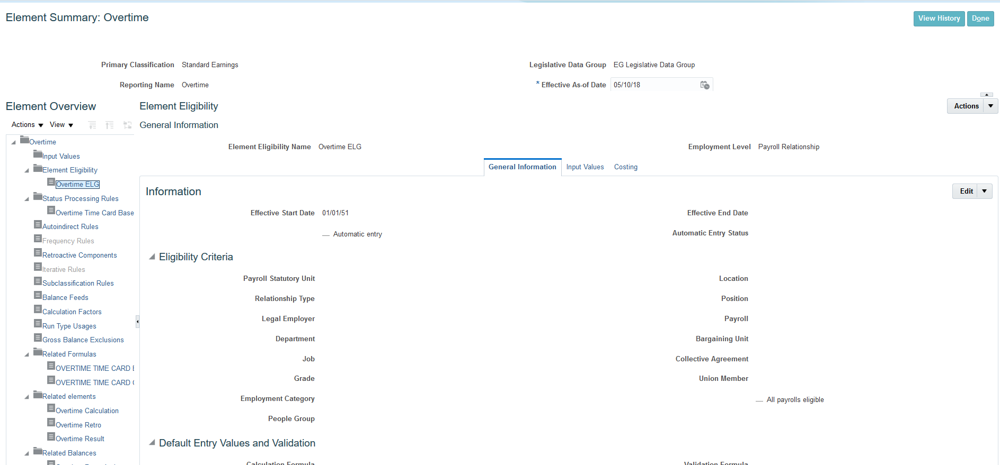 Element Summary: Overtime
View History
Done
Primary Classification Standard Earnings
Legislative Data Group EG Legislative Data Group
Reporting Name Overtime
* Effective As-of Date 05/10/18
Element Overview
Actions View
Overtime
Input Values
Element Eligibility
Overtime ELG
Status Processing Rules
Overtime Time Card Base
Autoindirect Rules
Frequency Rules
Retroactive Components
Iterative Rules
Subclassification Rules
Balance Feeds
Calculation Factors
Run Type Usages
Gross Balance Exclusions
Related Formulas
OVERTIME TIME CARD
OVERTIME TIME CARD
Related elements
Overtime Calculation
Overtime Retro
Overtime Result
Related Balances
Element Eligibility
Actions
General Information
Element Eligibility Name Overtime ELG
Employment Level Payroll Relationship
General Information Input Values Costing
Information
Edit
Effective Start Date 01/01/51
Effective End Date
Automatic entry
Automatic Entry Status
Eligibility Criteria
Payroll Statutory Unit
Location
Relationship Type
Position
Legal Employer
Payroll
Department
Bargaining Unit
Job
Collective Agreement
Grade
Union Member
Employment Category
All payrolls eligible
People Group
Default Entry Values and Validation
Calculation Formula
Validation Formula